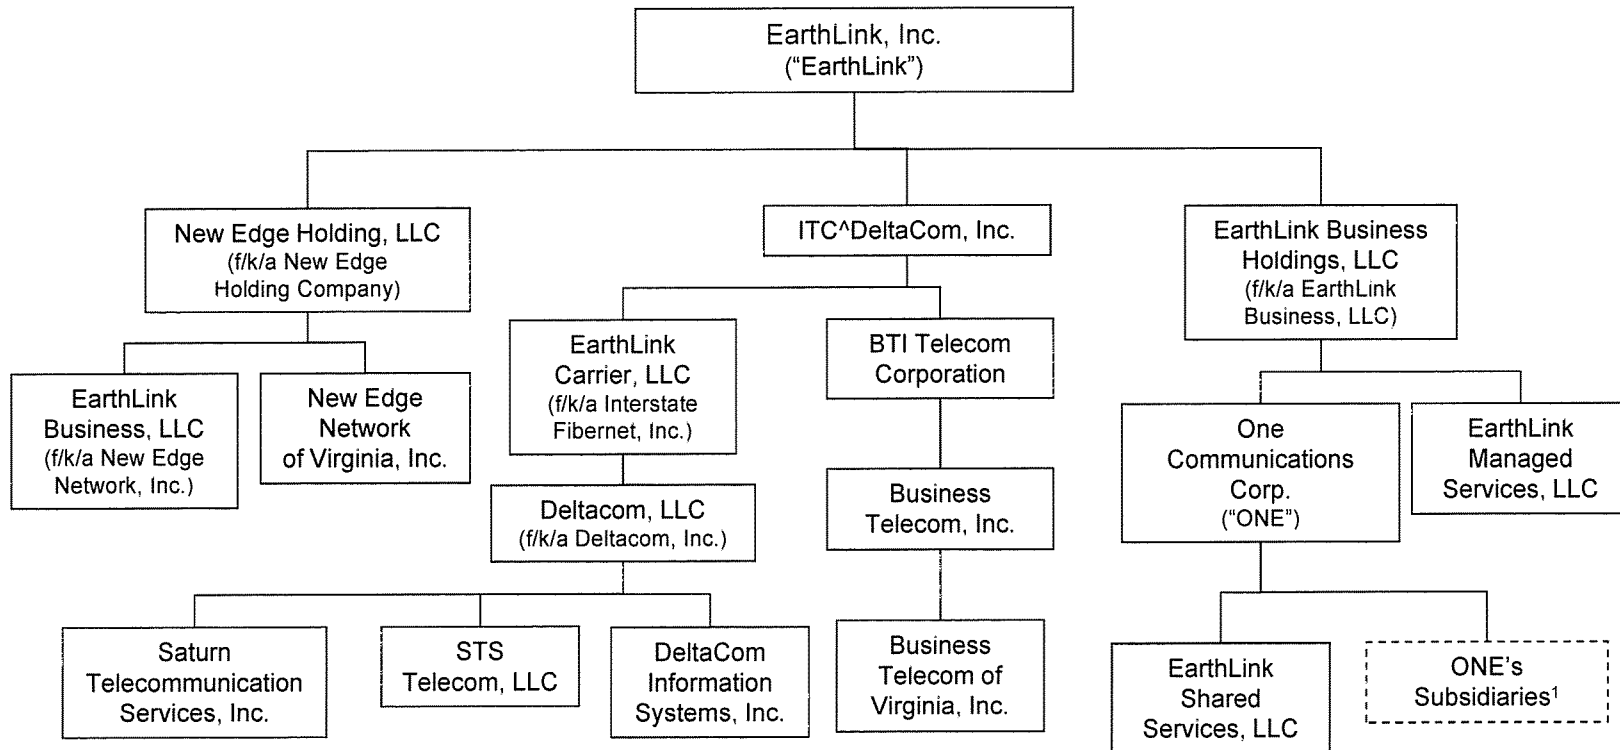 EarthLink, Inc.
(“EarthLink”)
New Edge Holding, LLC
(f/k/a New Edge
Holding Company)
ITC^DeltaCom, Inc.
EarthLink Business
Holdings, LLC
(f/k/a EarthLink
Business, LLC)
EarthLink
Business, LLC
(f/k/a New Edge
Network, Inc.)
New Edge
Network
of Virginia, Inc.
EarthLink
Carrier, LLC
(f/k/a Interstate
Fibernet, Inc.)
BTI Telecom
Corporation
One
Communications
Corp.
(“ONE”)
EarthLink
Managed
Services, LLC
Deltacom, LLC
(f/k/a Deltacom, Inc.)
Business
Telecom, Inc.
Saturn
Telecommunication
Services, Inc.
STS
Telecom, LLC
DeltaCom
Information
Systems, Inc.
Business
Telecom of
Virginia, Inc.
EarthLink
Shared
Services, LLC
ONE’s
Subsidiaries¹